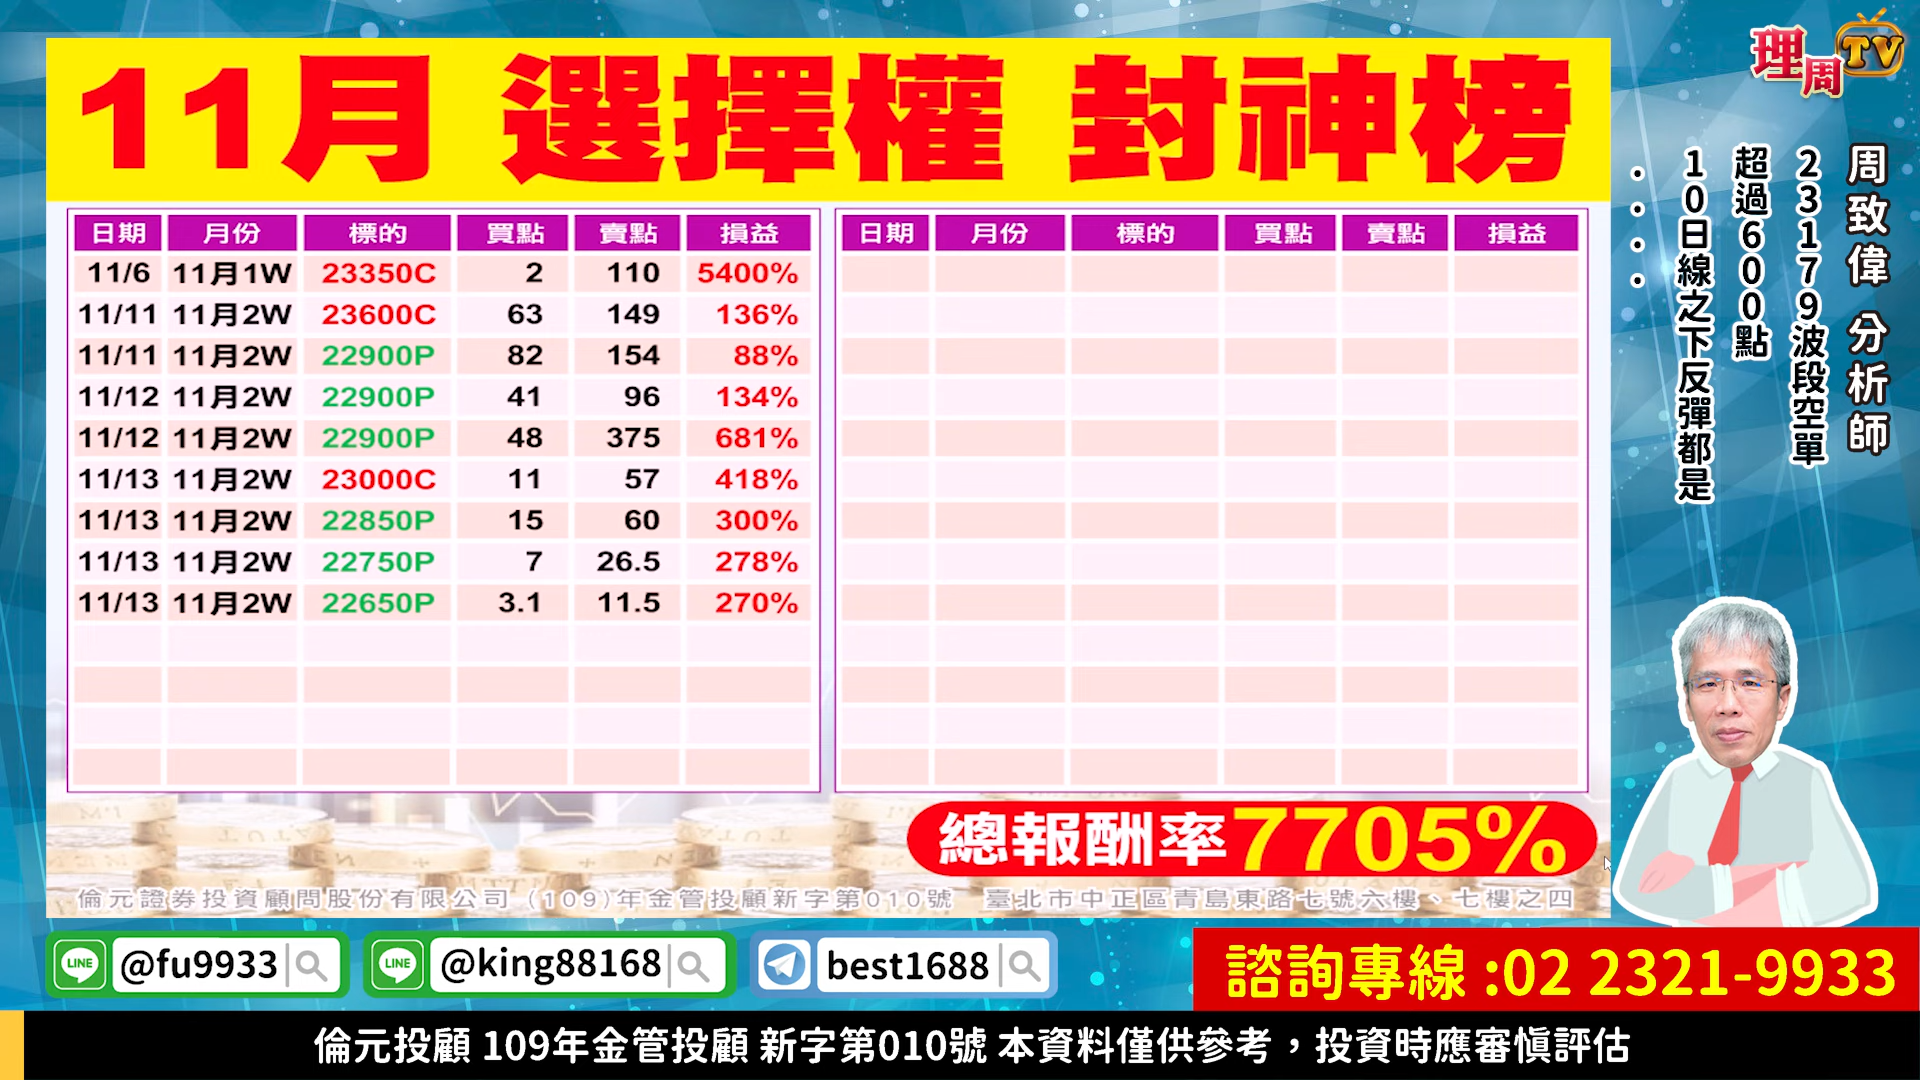 11月 選擇權 封神榜
日期 月份 標的 買點 賣點 損益 日期 月份 標的 買點 賣點 損益
11/6 11月1W 23350C 2 110 5400%
11/11 11月2W 23600C 63 149 136%
11/11 11月2W 22900P 82 154 88%
11/12 11月2W 22900P 41 96 134%
11/12 11月2W 22900P 48 375 681%
11/13 11月2W 23000C 11 57 418%
11/13 11月2W 22850P 15 60 300%
11/13 11月2W 22750P 7 26.5 278%
11/13 11月2W 22650P 3.1 11.5 270%
總報酬率7705%
倫元證券投資顧問股份有限公司 (109)年金管投顧新字第010號 臺北市中正區青島東路七號六樓、七樓之四
理周TV
周致偉 分析師
23179波段空單
超過600點
10日線之下反彈都是
....
LINE @fu9933
LINE @king88168
best1688
諮詢專線 :02 2321-9933
倫元投顧 109年金管投顧 新字第010號 本資料僅供參考，投資時應審慎評估